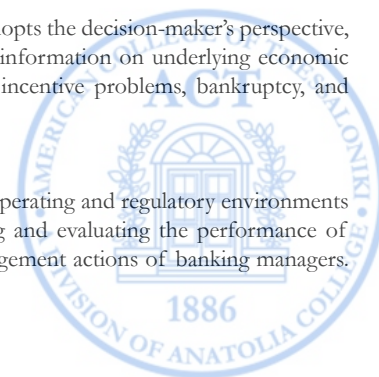 lopts the decision-maker's perspective,
information on underlying economic
incentive problems, bankruptcy, and
perating and regulatory environments
g and evaluating the performance of
gement actions of banking managers.
AMERICAN COLLEGE OF THESSALONIKI
ACT
1886
DIVISION OF ANATOLIA COLLEGE